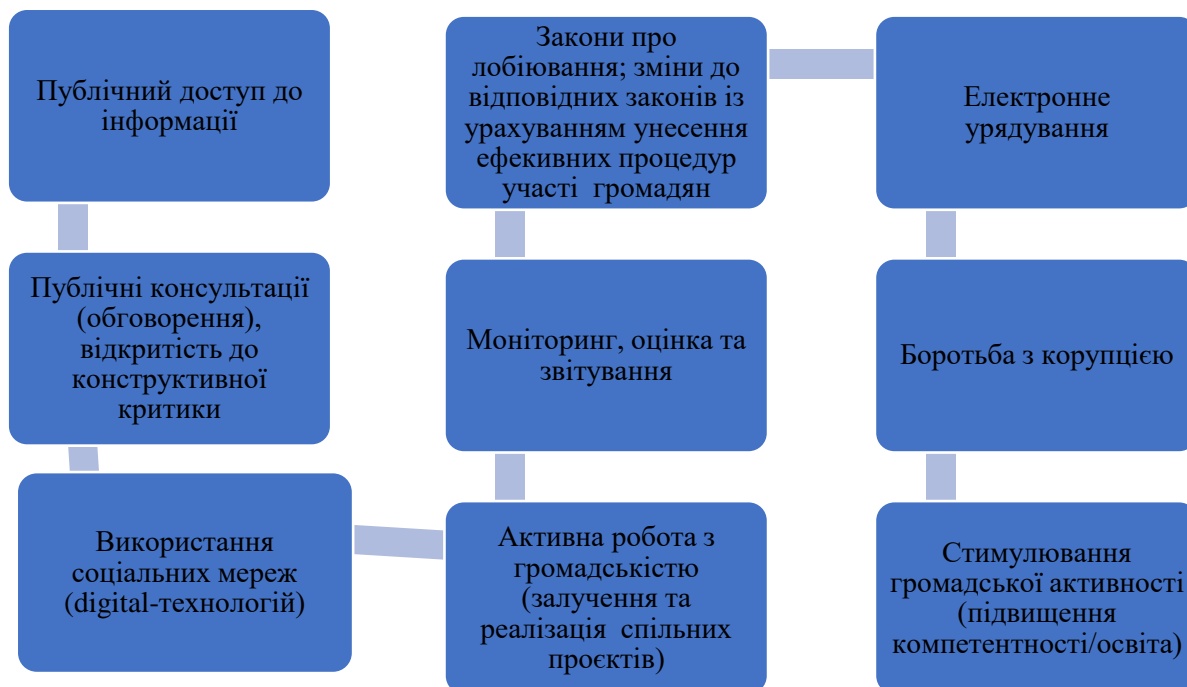 Публічний доступ до
інформації
Публічні консультації
(обговорення),
відкритість до
конструктивної
критики
Використання
соціальних мереж
(digital-технологій)
Активна робота з
громадськістю
(залучення та
реалізація спільних
проєктів)
Моніторинг, оцінка та
звітування
Закони про
лобіювання; зміни до
відповідних законів із
урахуванням унесення
ефекивних процедур
участі громадян
Електронне
урядування
Боротьба з корупцією
Стимулювання
громадської активності
(підвищення
компетентності/освіта)